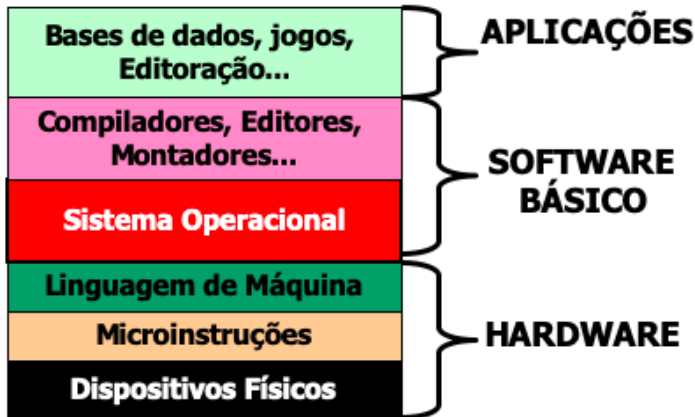 Bases de dados, jogos,
Editoração...
APLICAÇÕES
Compiladores, Editores,
Montadores...
Sistema Operacional
SOFTWARE
BÁSICO
Linguagem de Máquina
Microinstruções
Dispositivos Físicos
HARDWARE